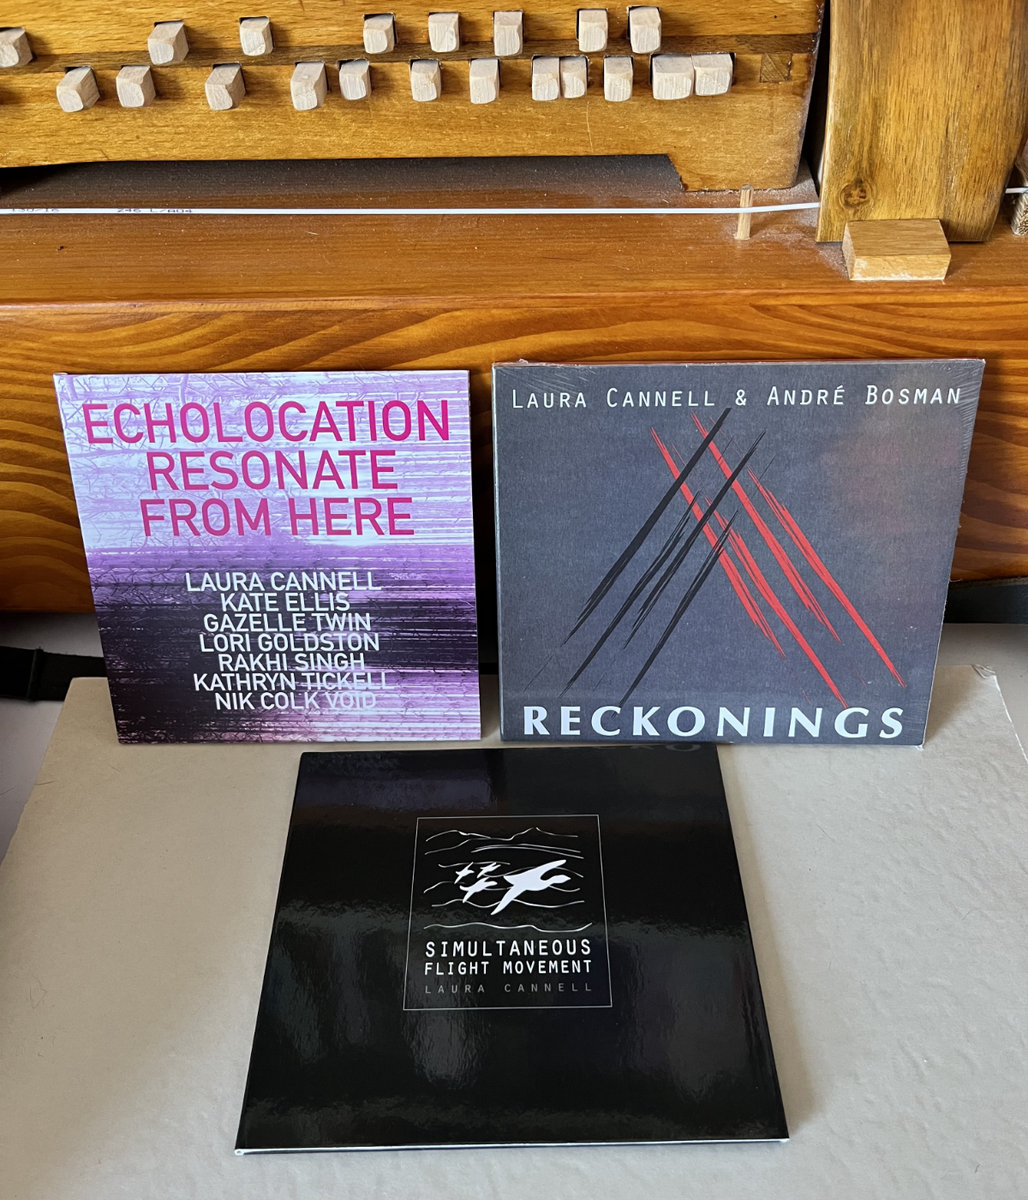 ECHOLOCATION
RESONATE
FROM HERE
LAURA CANNELL
KATE ELLIS
GAZELLE TWIN
LORI GOLDSTON
RAKHI SINGH
KATHRYN TICKELL
NIK COLK VOID
LAURA CANNELL & ANDRÉ BOSMAN
RECKONINGS
SIMULTANEOUS
FLIGHT MOVEMENT
LAURA CANNELL